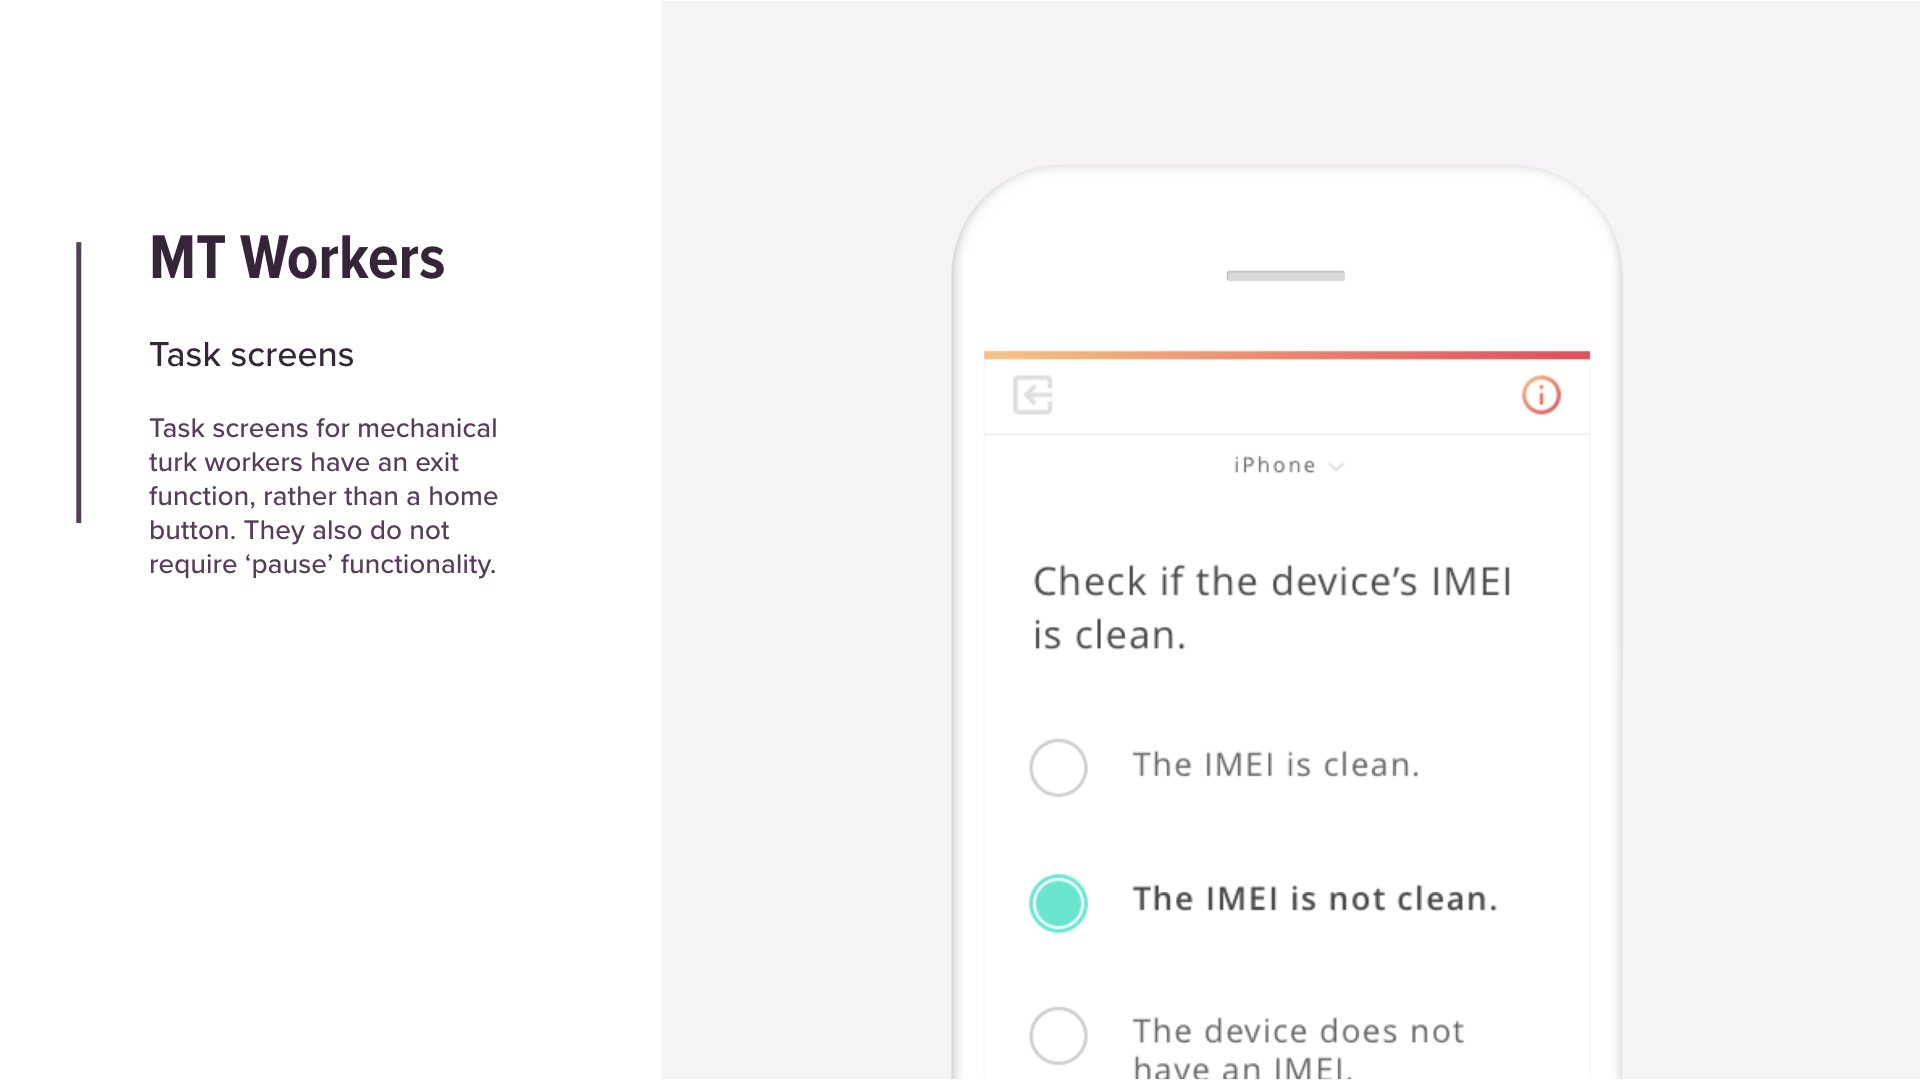 MT Workers
Task screens
Task screens for mechanical
turk workers have an exit
function, rather than a home
button. They also do not
require ‘pause’ functionality.
iPhone
Check if the device’s IMEI
is clean.
The IMEI is clean.
The IMEI is not clean.
The device does not
have an IMEI.